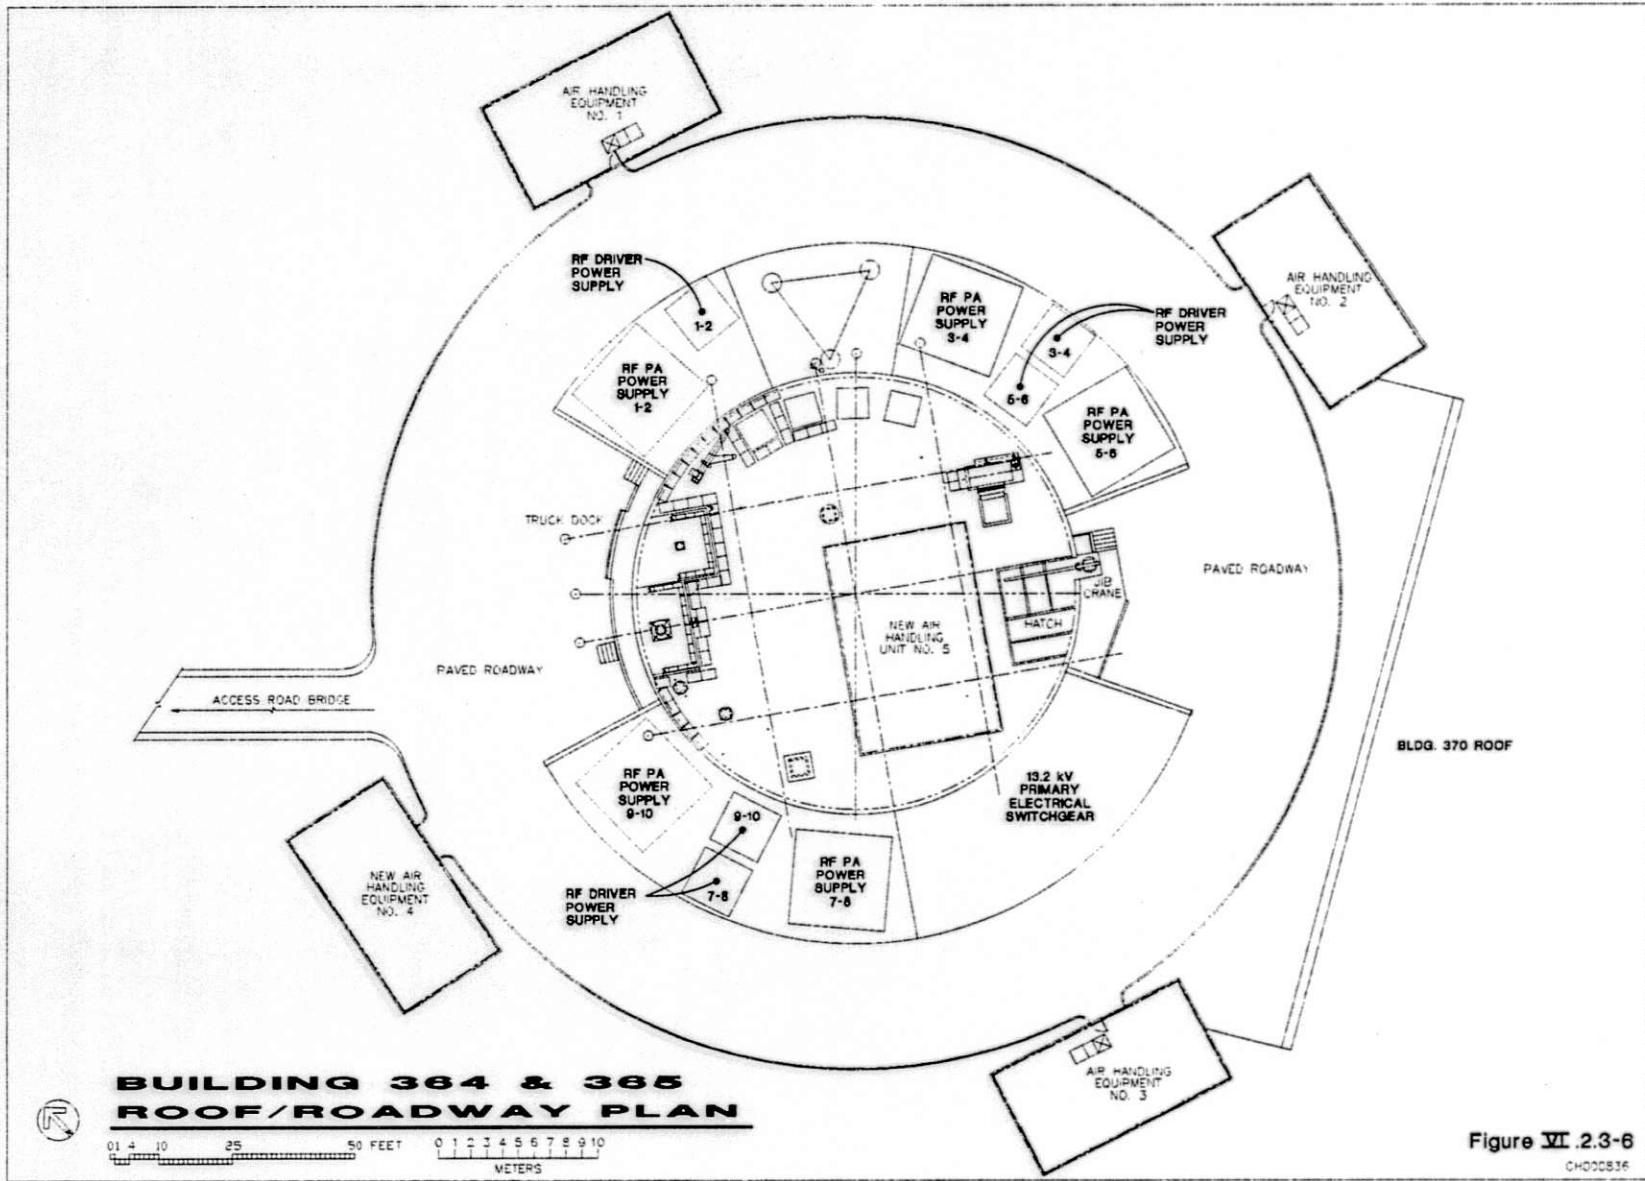 AIR HANDLING
EQUIPMENT
NO. 1
AIR HANDLING
EQUIPMENT
NO. 2
RF DRIVER
POWER
SUPPLY
1-2
RF PA
POWER
SUPPLY
3-4
RF DRIVER
POWER
SUPPLY
3-4
5-6
RF PA
POWER
SUPPLY
1-2
RF PA
POWER
SUPPLY
5-6
TRUCK DOCK
PAVED ROADWAY
JIB
CRANE
HATCH
NEW AIR
HANDLING
UNIT NO. 5
PAVED ROADWAY
ACCESS ROAD BRIDGE
BLDG. 370 ROOF
RF PA
POWER
SUPPLY
9-10
13.2 kV
PRIMARY
ELECTRICAL
SWITCHGEAR
9-10
RF PA
POWER
SUPPLY
7-8
7-8
RF DRIVER
POWER
SUPPLY
NEW AIR
HANDLING
EQUIPMENT
NO. 4
AIR HANDLING
EQUIPMENT
NO. 3
BUILDING 364 & 365
ROOF/ROADWAY PLAN
01 4 10 25 50 FEET
0 1 2 3 4 5 6 7 8 9 10
METERS
Figure VI.2.3-6
CH000836